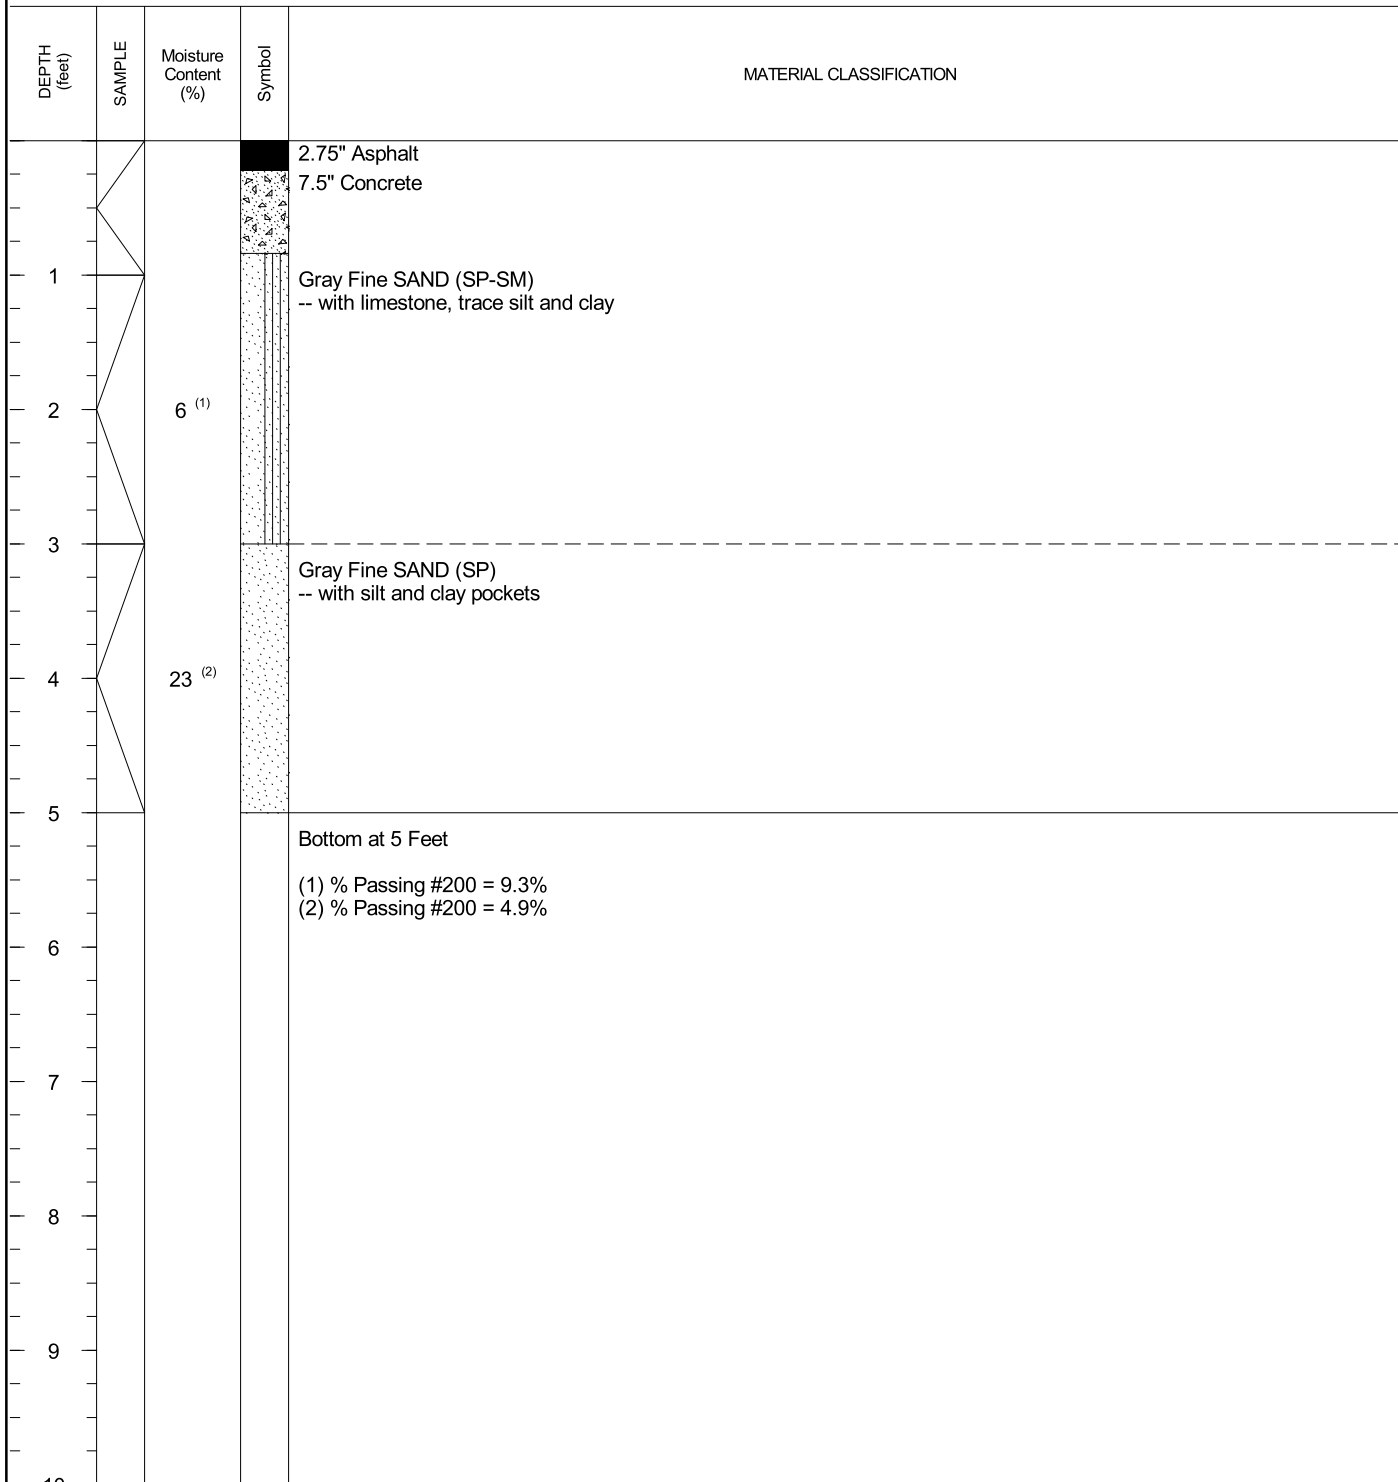 DEPTH
(feet)
SAMPLE
Moisture
Content
(%)
Symbol
MATERIAL CLASSIFICATION
2.75" Asphalt
7.5" Concrete
1
Gray Fine SAND (SP-SM)
-- with limestone, trace silt and clay
2
6 (1)
3
Gray Fine SAND (SP)
-- with silt and clay pockets
4
23 (2)
5
Bottom at 5 Feet
(1) % Passing #200 = 9.3%
(2) % Passing #200 = 4.9%
6
7
8
9